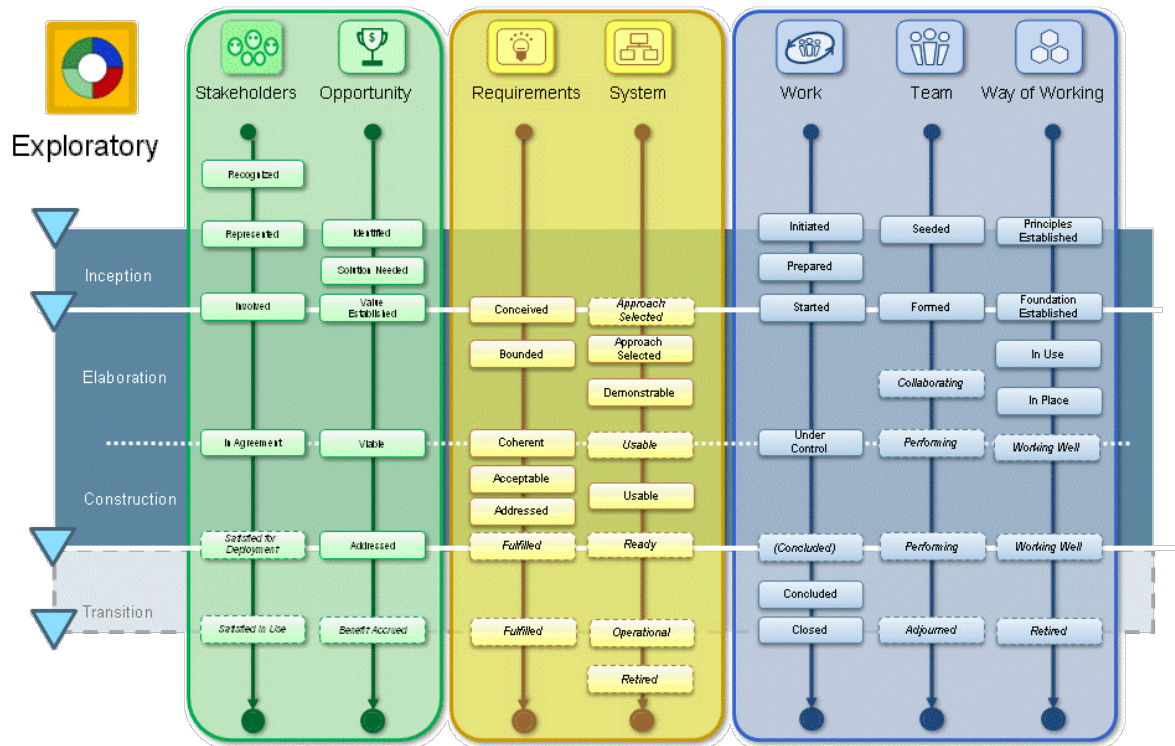 $
Stakeholders
Opportunity
Requirements
System
Work
Team
Way of Working
Exploratory
Recognized
Represented
Identified
Initiated
Seeded
Principles
Established
Inception
Solution Needed
Prepared
Involved
Value
Established
Conceived
Approach
Selected
Started
Formed
Foundation
Established
Bounded
Approach
Selected
In Use
Elaboration
Demonstrable
Collaborating
In Place
In Agreement
Viable
Coherent
Usable
Under
Control
Performing
Working Well
Construction
Acceptable
Usable
Addressed
Satisfied for
Deployment
Addressed
Fulfilled
Ready
(Concluded)
Performing
Working Well
Transition
Concluded
Satisfied In Use
Benefit Accrued
Fulfilled
Operational
Closed
Adjourned
Retired
Retired